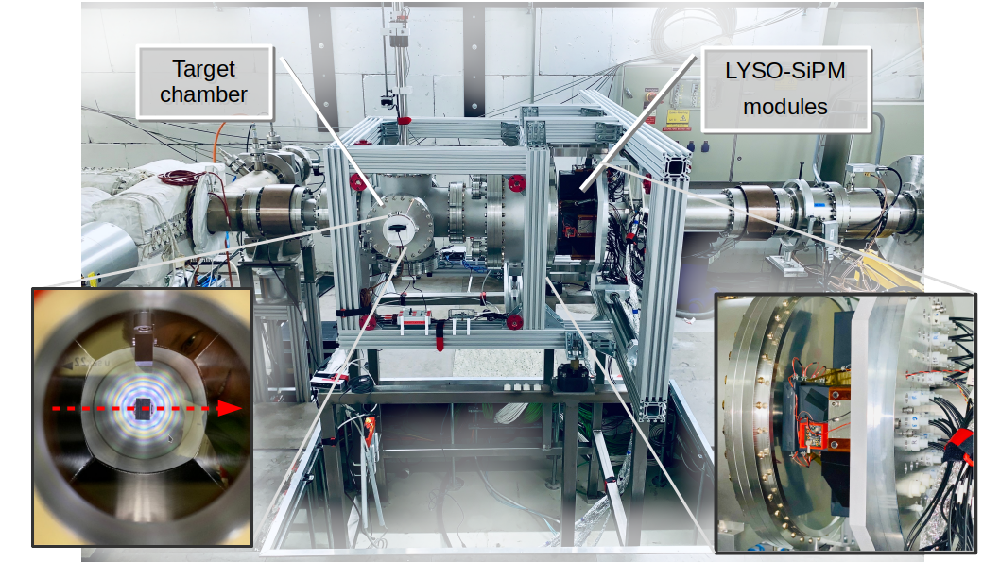 Target
chamber
LYSO-SiPM
modules